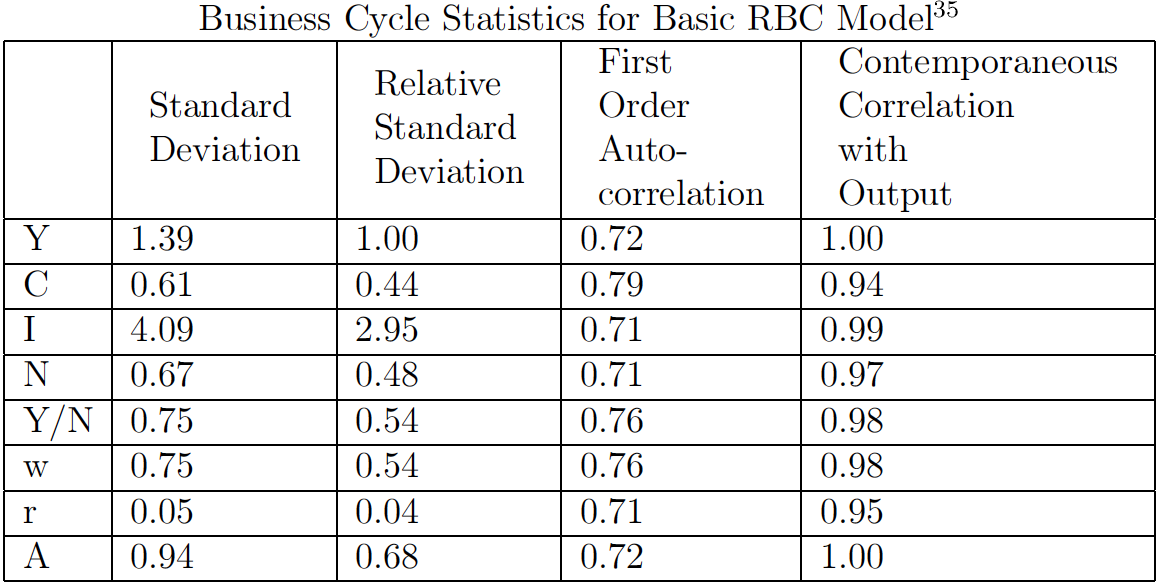 Business Cycle Statistics for Basic RBC Model35
Standard Deviation | Relative Standard Deviation | First Order Auto-correlation | Contemporaneous Correlation with Output
Y 1.39 1.00 0.72 1.00
C 0.61 0.44 0.79 0.94
I 4.09 2.95 0.71 0.99
N 0.67 0.48 0.71 0.97
Y/N 0.75 0.54 0.76 0.98
w 0.75 0.54 0.76 0.98
r 0.05 0.04 0.71 0.95
A 0.94 0.68 0.72 1.00